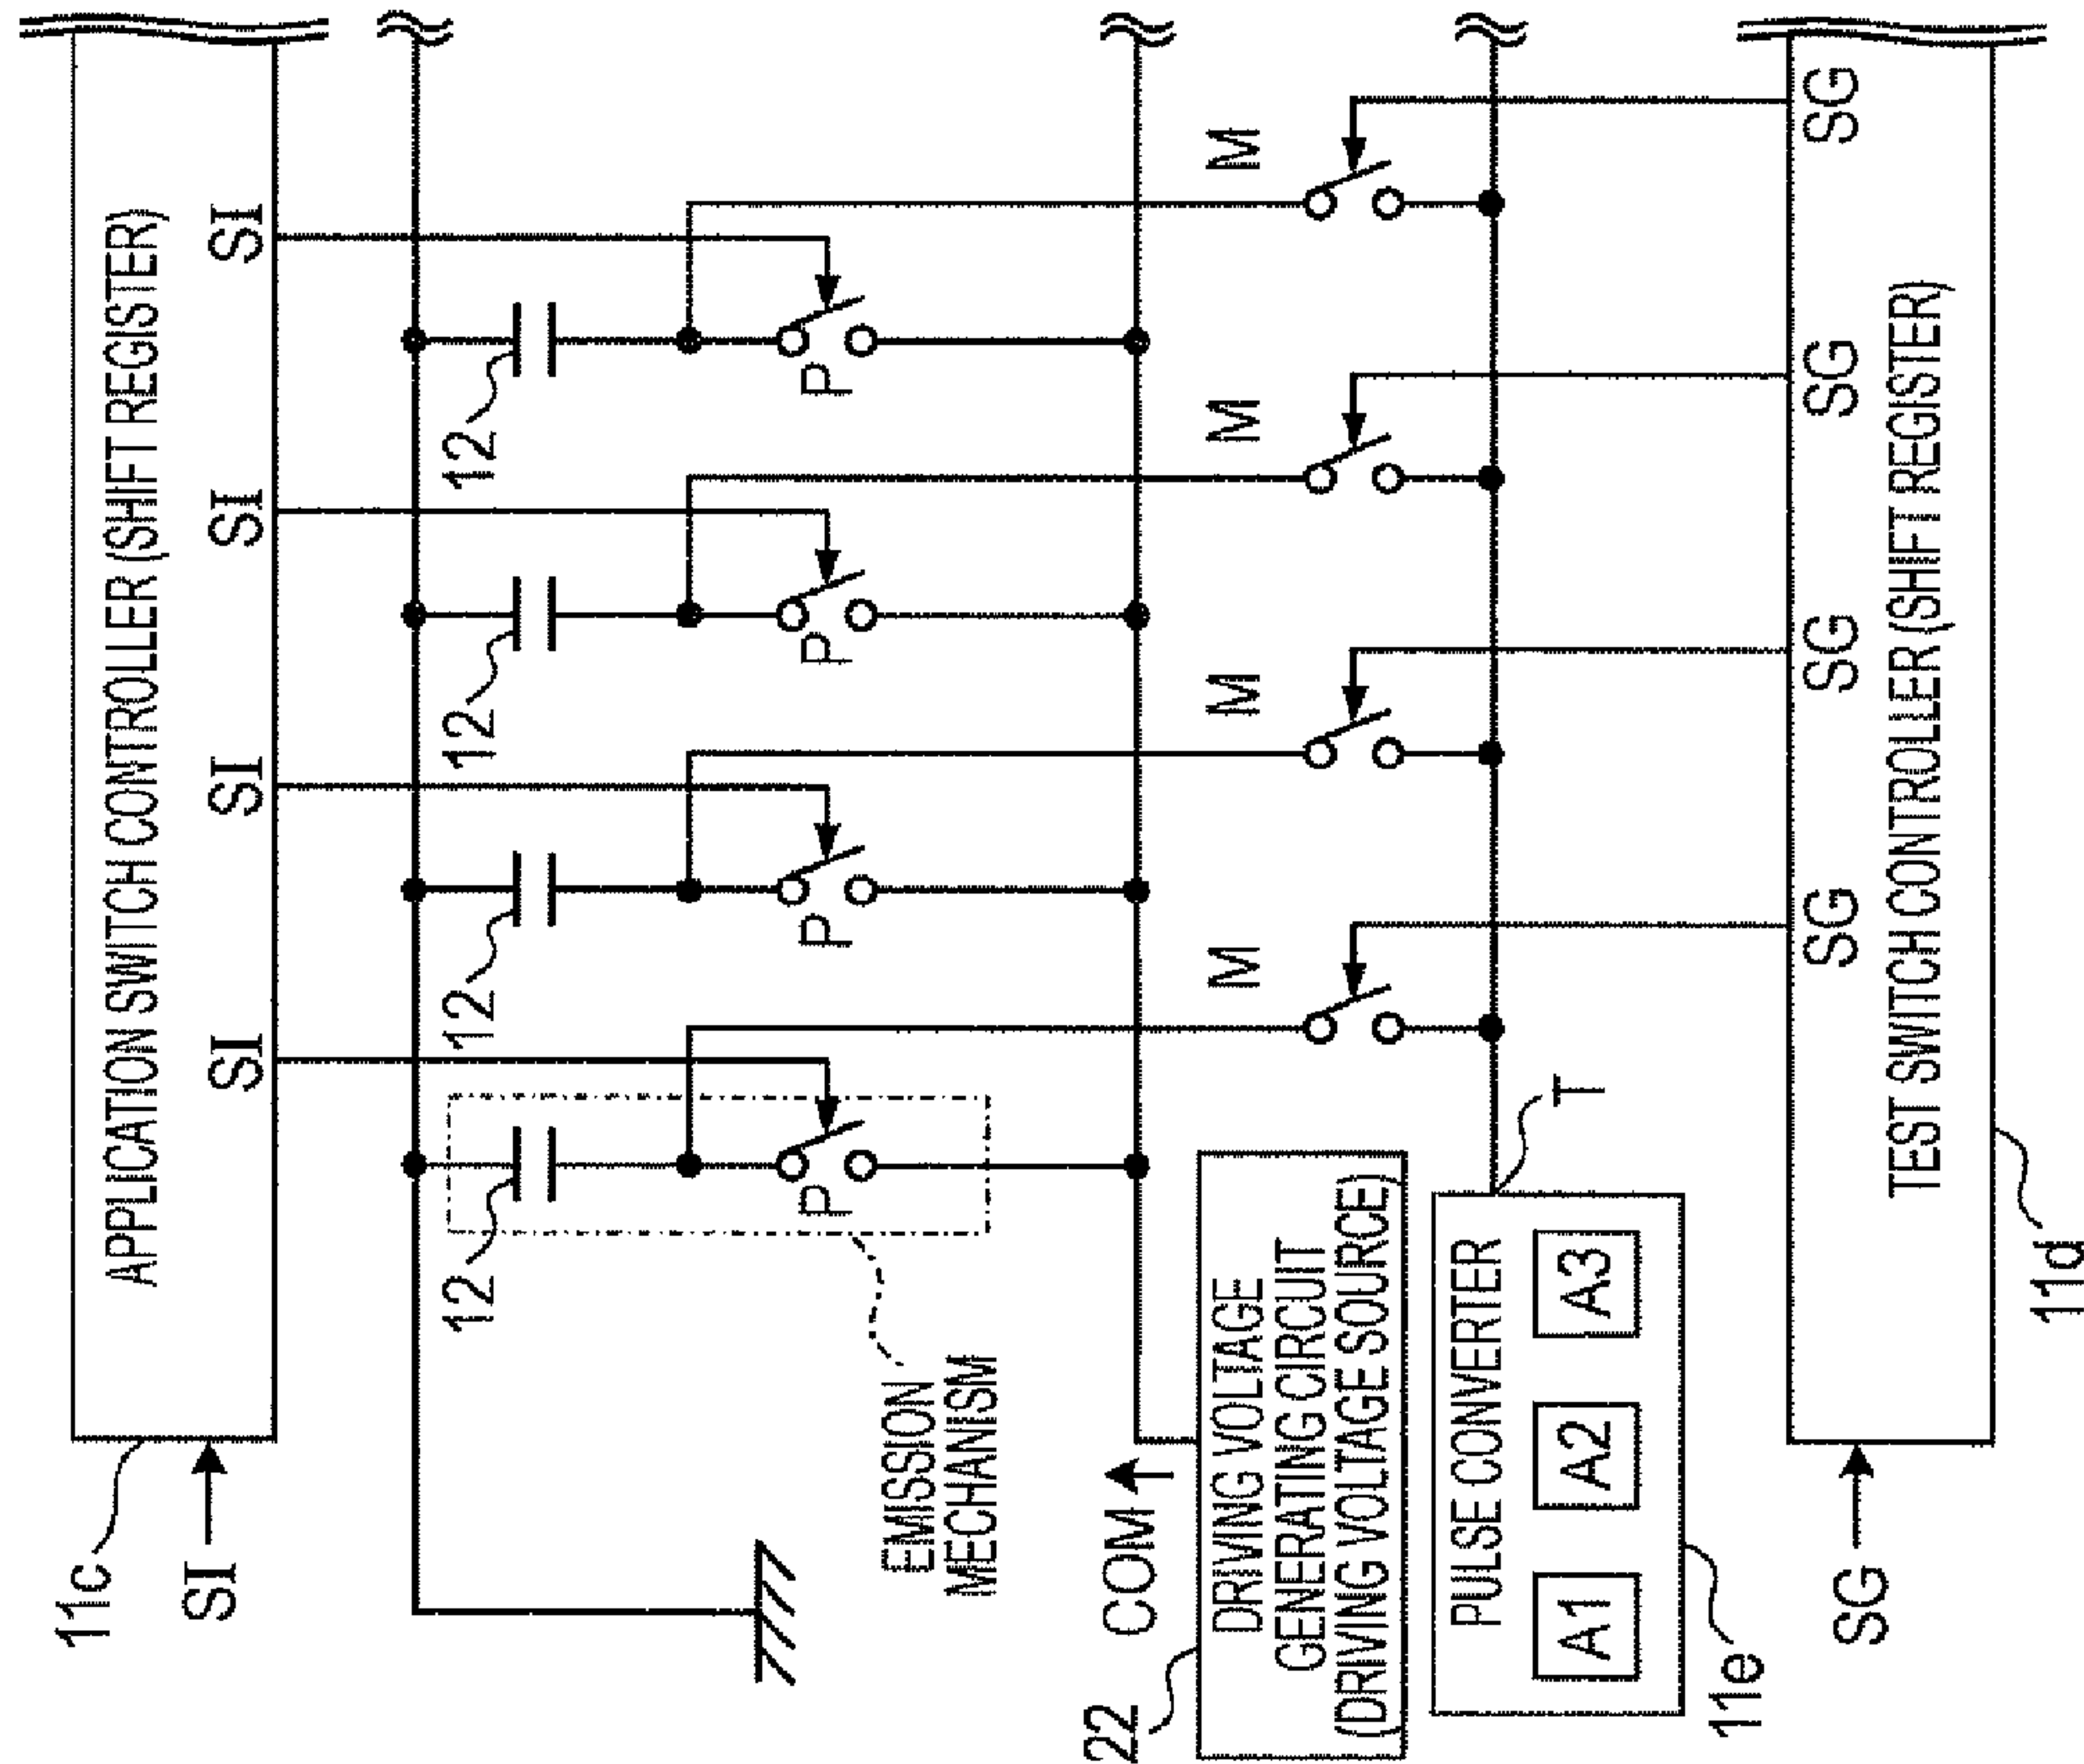 11c
SI
APPLICATION SWITCH CONTROLLER (SHIFT REGISTER)
SI
SI
SI
SI
12
12
12
12
P
P
P
P
EMISSION
MECHANISM
COM
M
M
M
M
22
DRIVING VOLTAGE
GENERATING CIRCUIT
(DRIVING VOLTAGE SOURCE)
T
PULSE CONVERTER
A1
A2
A3
11e
SG
SG
SG
SG
SG
TEST SWITCH CONTROLLER (SHIFT REGISTER)
11d